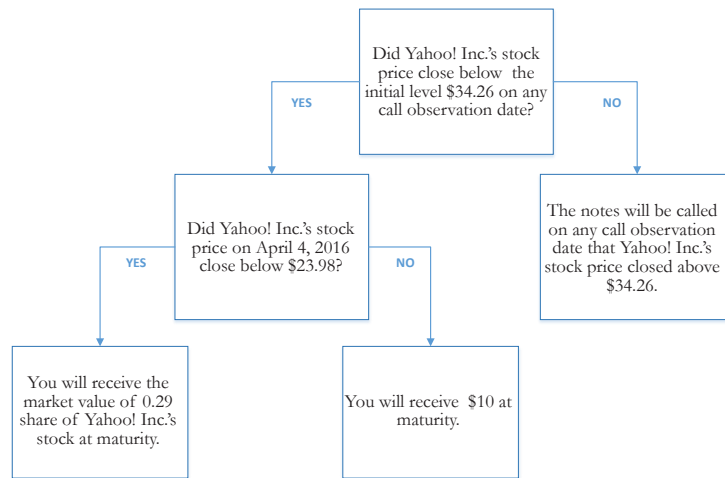 Did Yahoo! Inc.'s stock
price close below the
initial level $34.26 on any
call observation date?
YES
NO
Did Yahoo! Inc.'s stock
price on April 4, 2016
close below $23.98?
The notes will be called
on any call observation
date that Yahoo! Inc.'s
stock price closed above
$34.26.
YES
NO
You will receive the
market value of 0.29
share of Yahoo! Inc.'s
stock at maturity.
You will receive $10 at
maturity.